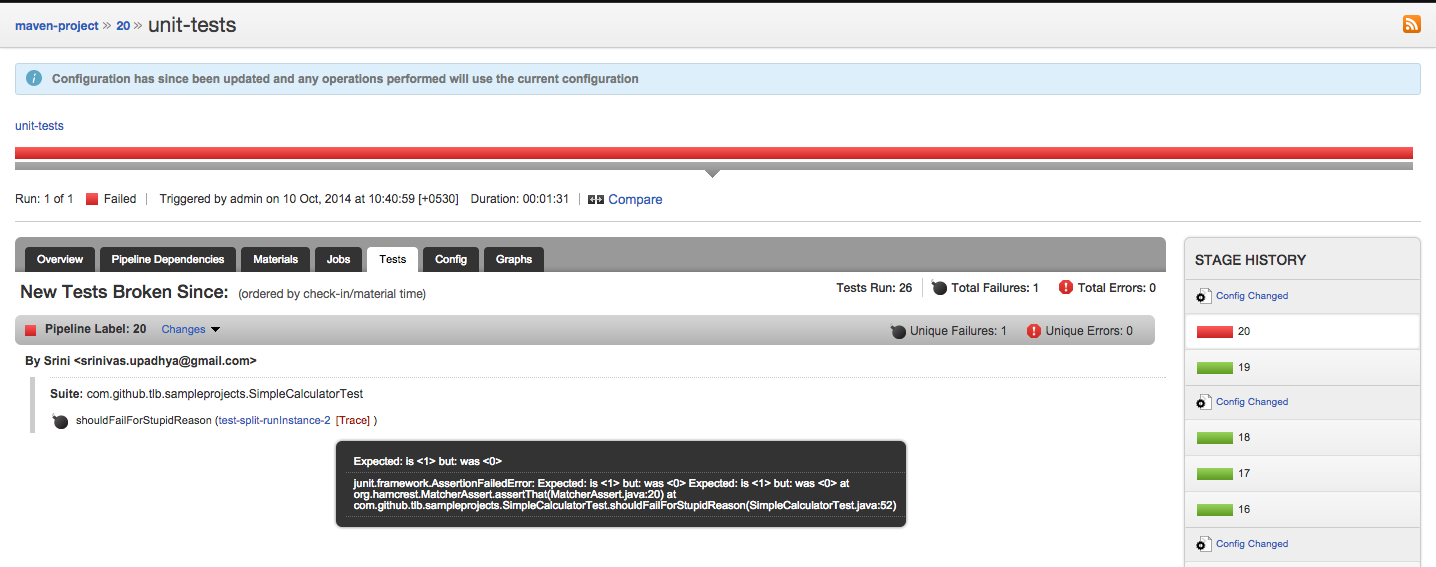 maven-project » 20 » unit-tests
Configuration has since been updated and any operations performed will use the current configuration
unit-tests
Run: 1 of 1 Failed Triggered by admin on 10 Oct, 2014 at 10:40:59 [+0530] Duration: 00:01:31 Compare
Overview Pipeline Dependencies Materials Jobs Tests Config Graphs
New Tests Broken Since: (ordered by check-in/material time) Tests Run: 26 Total Failures: 1 Total Errors: 0
Pipeline Label: 20 Changes Unique Failures: 1 Unique Errors: 0
By Srini <srinivas.upadhya@gmail.com>
Suite: com.github.tlb.sampleprojects.SimpleCalculatorTest
shouldFailForStupidReason (test-split-runInstance-2 [Trace] )
Expected: is <1> but: was <0>
junit.framework.AssertionFailedError: Expected: is <1> but: was <0> Expected: is <1> but: was <0> at
org.hamcrest.MatcherAssert.assertThat(MatcherAssert.java:20) at
com.github.tlb.sampleprojects.SimpleCalculatorTest.shouldFailForStupidReason(SimpleCalculatorTest.java:52)
STAGE HISTORY
Config Changed
20
19
Config Changed
18
17
16
Config Changed